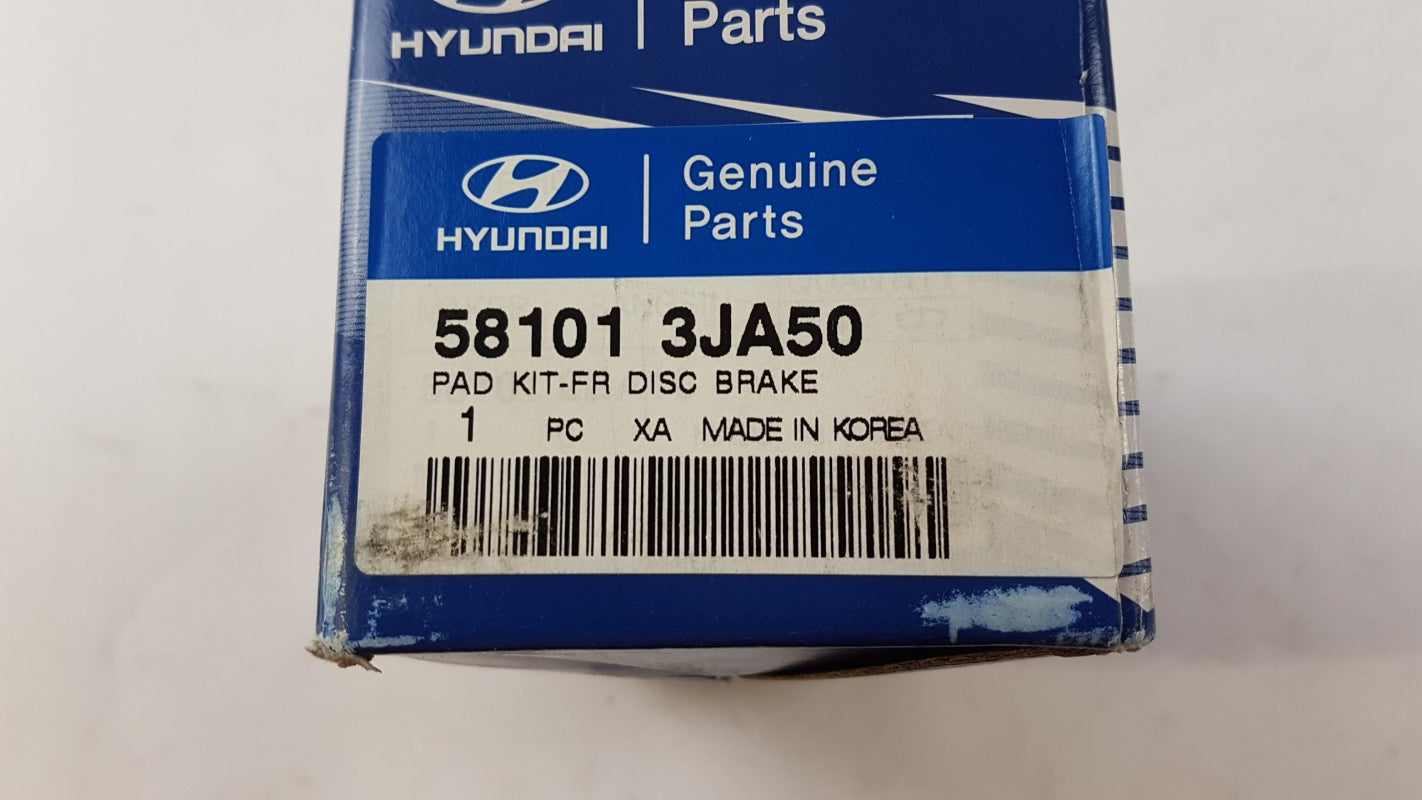 HYUNDAI
Parts
HYUNDAI
Genuine
Parts
58101 3JA50
PAD KIT-FR DISC BRAKE
1 PC XA MADE IN KOREA